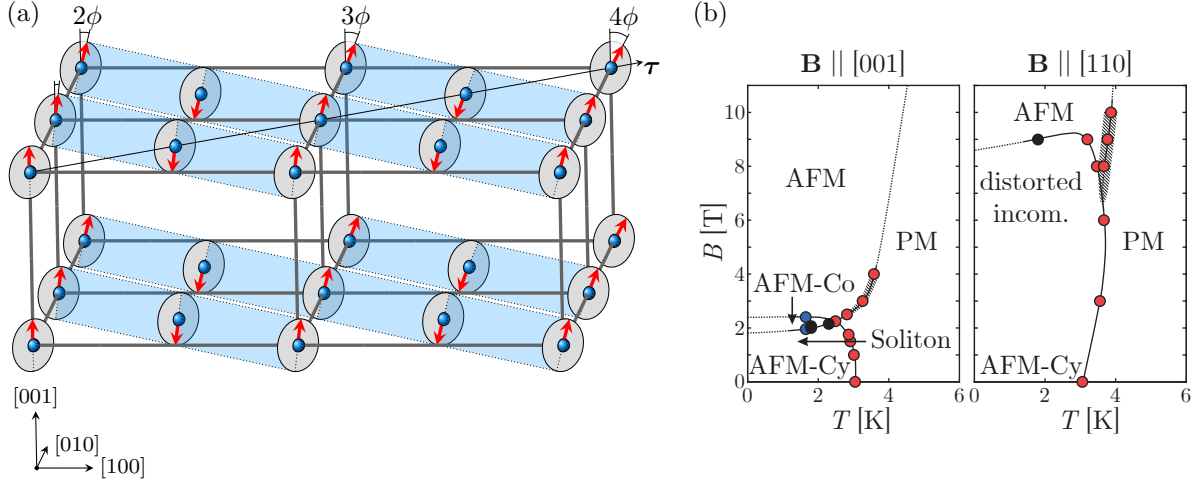 (a)
2ϕ
3ϕ
4ϕ
τ
[001]
[010]
[100]
(b)
B || [001]
B || [110]
B [T]
10
8
6
4
2
0
AFM
PM
AFM-Co
Soliton
AFM-Cy
0 2 4 6
T [K]
AFM
distorted
incom.
PM
AFM-Cy
0 2 4 6
T [K]